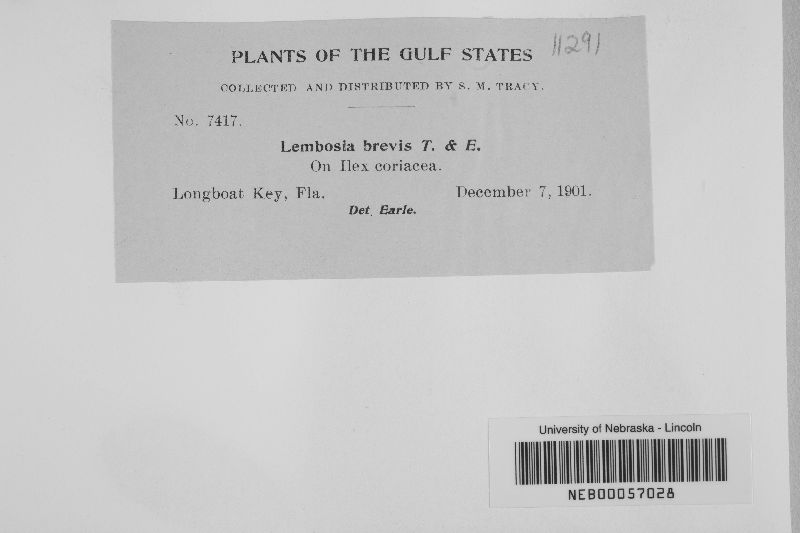 PLANTS OF THE GULF STATES 11291
COLLECTED AND DISTRIBUTED BY S. M. TRACY.
No. 7417.
Lembosia brevis T. & E.
On Ilex coriacea.
Longboat Key, Fla. December 7, 1901.
Det. Earle.
University of Nebraska - Lincoln
NEB00057028